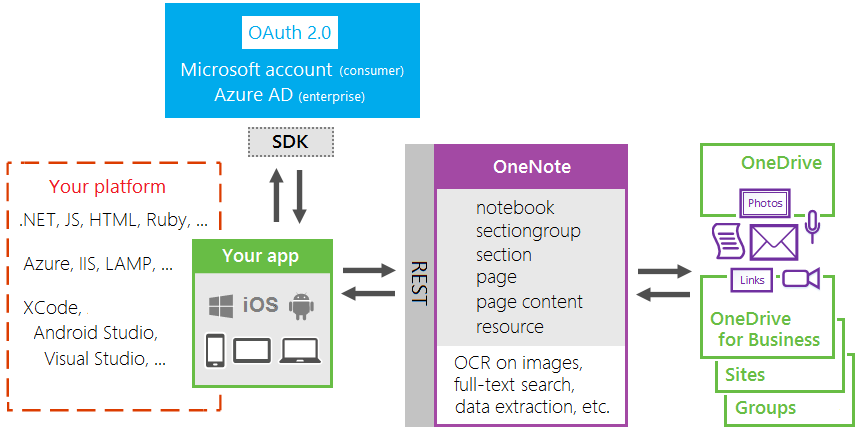 OAuth 2.0
Microsoft account (consumer)
Azure AD (enterprise)
SDK
Your platform
.NET, JS, HTML, Ruby, ...
Azure, IIS, LAMP, ...
XCode,
Android Studio,
Visual Studio, ...
Your app
iOS
REST
OneNote
notebook
sectiongroup
section
page
page content
resource
OCR on images,
full-text search,
data extraction, etc.
OneDrive
Photos
Links
OneDrive
for Business
Sites
Groups